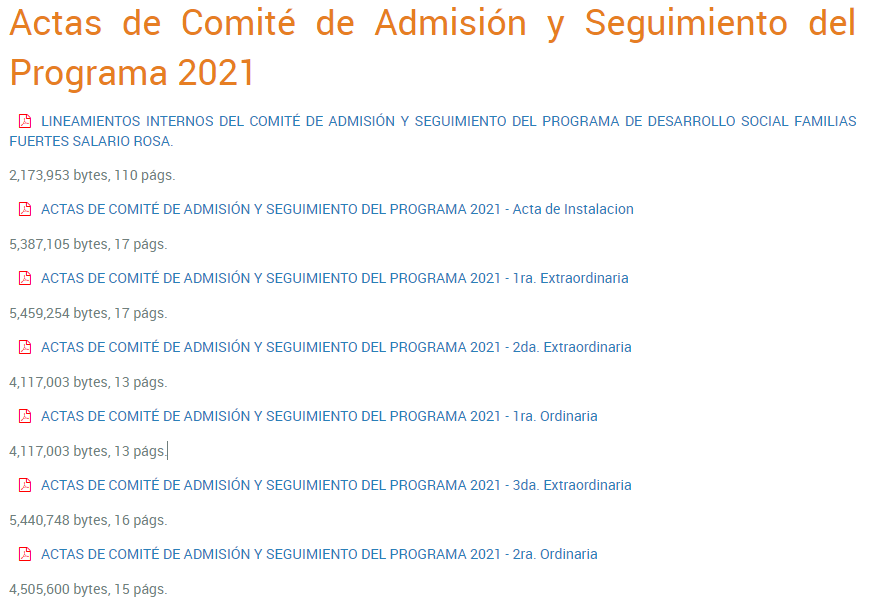 Actas de Comité de Admisión y Seguimiento del
Programa 2021
LINEAMIENTOS INTERNOS DEL COMITÉ DE ADMISIÓN Y SEGUIMIENTO DEL PROGRAMA DE DESARROLLO SOCIAL FAMILIAS
FUERTES SALARIO ROSA.
2,173,953 bytes, 110 págs.
ACTAS DE COMITÉ DE ADMISIÓN Y SEGUIMIENTO DEL PROGRAMA 2021 - Acta de Instalacion
5,387,105 bytes, 17 págs.
ACTAS DE COMITÉ DE ADMISIÓN Y SEGUIMIENTO DEL PROGRAMA 2021 - 1ra. Extraordinaria
5,459,254 bytes, 17 págs.
ACTAS DE COMITÉ DE ADMISIÓN Y SEGUIMIENTO DEL PROGRAMA 2021 - 2da. Extraordinaria
4,117,003 bytes, 13 págs.
ACTAS DE COMITÉ DE ADMISIÓN Y SEGUIMIENTO DEL PROGRAMA 2021 - 1ra. Ordinaria
4,117,003 bytes, 13 págs.
ACTAS DE COMITÉ DE ADMISIÓN Y SEGUIMIENTO DEL PROGRAMA 2021 - 3da. Extraordinaria
5,440,748 bytes, 16 págs.
ACTAS DE COMITÉ DE ADMISIÓN Y SEGUIMIENTO DEL PROGRAMA 2021 - 2ra. Ordinaria
4,505,600 bytes, 15 págs.